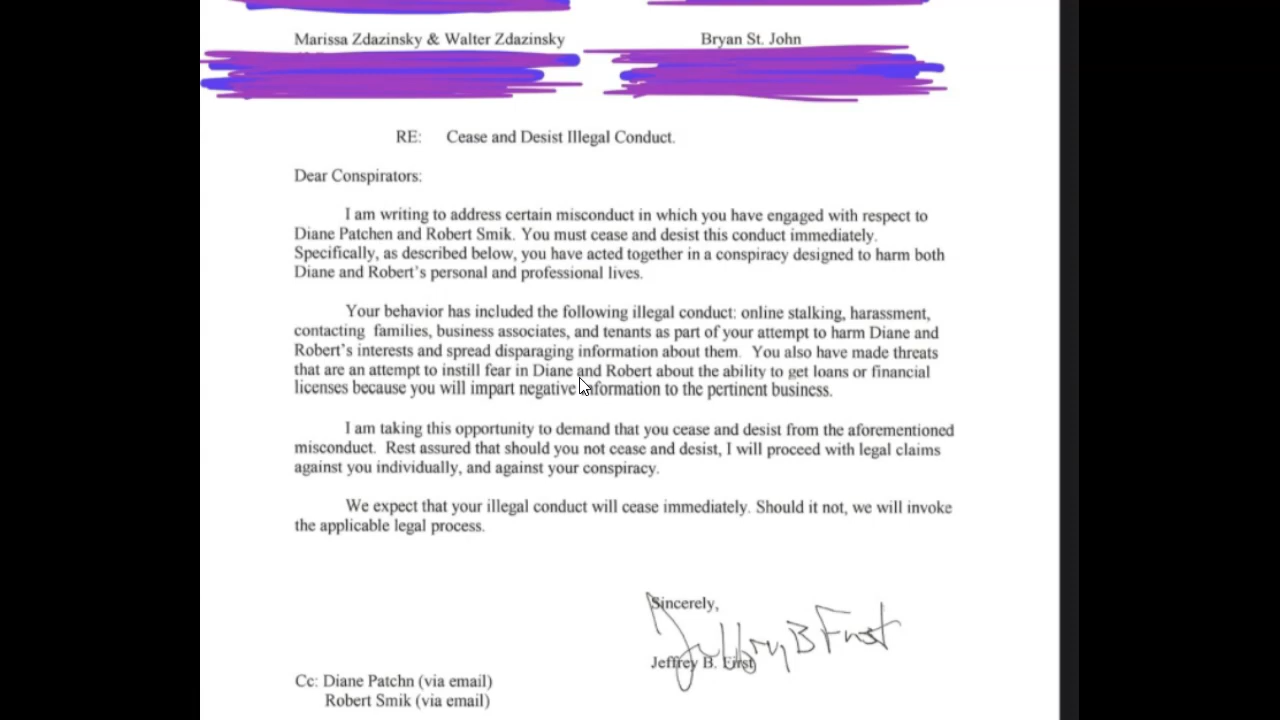 Marissa Zdazinsky & Walter Zdazinsky Bryan St. John
RE: Cease and Desist Illegal Conduct.
Dear Conspirators:
I am writing to address certain misconduct in which you have engaged with respect to
Diane Patchen and Robert Smik. You must cease and desist this conduct immediately.
Specifically, as described below, you have acted together in a conspiracy designed to harm both
Diane and Robert's personal and professional lives.
Your behavior has included the following illegal conduct: online stalking, harassment,
contacting families, business associates, and tenants as part of your attempt to harm Diane and
Robert's interests and spread disparaging information about them. You also have made threats
that are an attempt to instill fear in Diane and Robert about the ability to get loans or financial
licenses because you will impart negative information to the pertinent business.
I am taking this opportunity to demand that you cease and desist from the aforementioned
misconduct. Rest assured that should you not cease and desist, I will proceed with legal claims
against you individually, and against your conspiracy.
We expect that your illegal conduct will cease immediately. Should it not, we will invoke
the applicable legal process.
Sincerely,
Jeffrey B First
Jeffrey B. First
Cc: Diane Patchn (via email)
Robert Smik (via email)